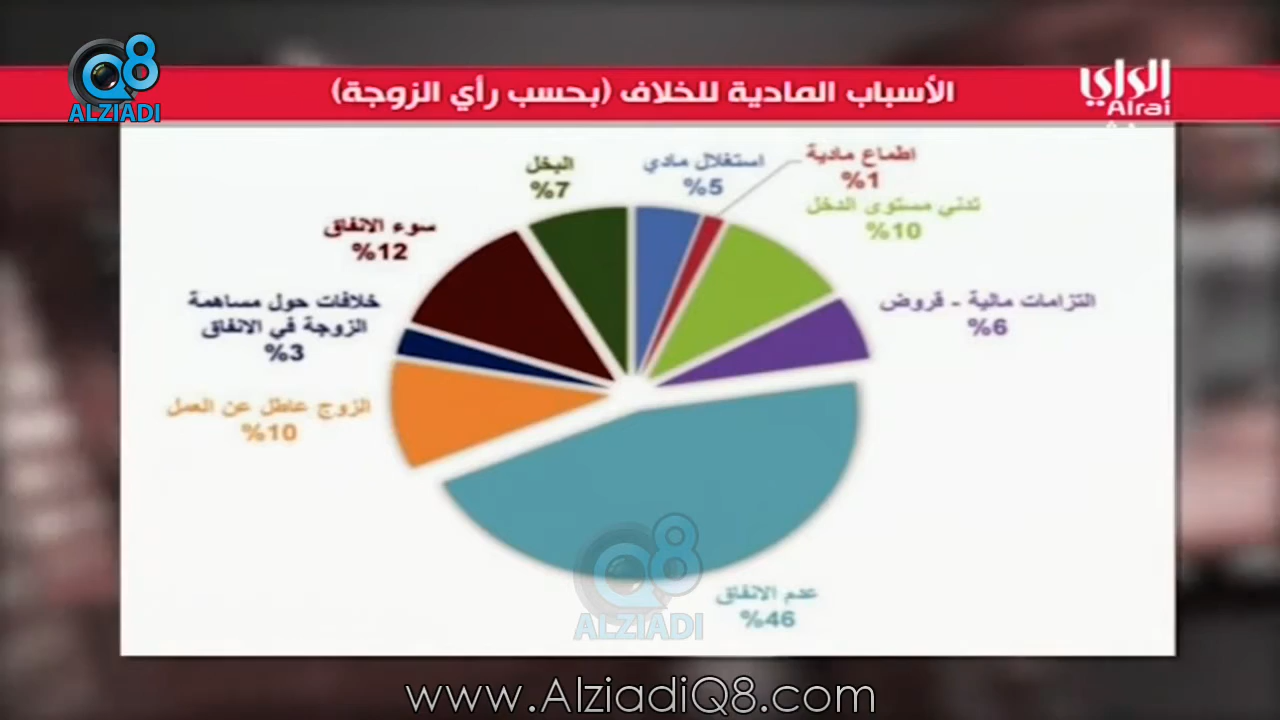 Q8
ALZIADI
الأسباب المادية للخلاف (بحسب رأي الزوجة)
الراي
Alrai
اطماع مادية
%1
استغلال مادي
%5
البخل
%7
تدني مستوى الدخل
%10
سوء الانفاق
%12
التزامات مالية - قروض
%6
خلافات حول مساهمة
الزوجة في الانفاق
%3
الزوج عاطل عن العمل
%10
عدم الانفاق
%46
Q8
ALZIADI
www.AlziadiQ8.com